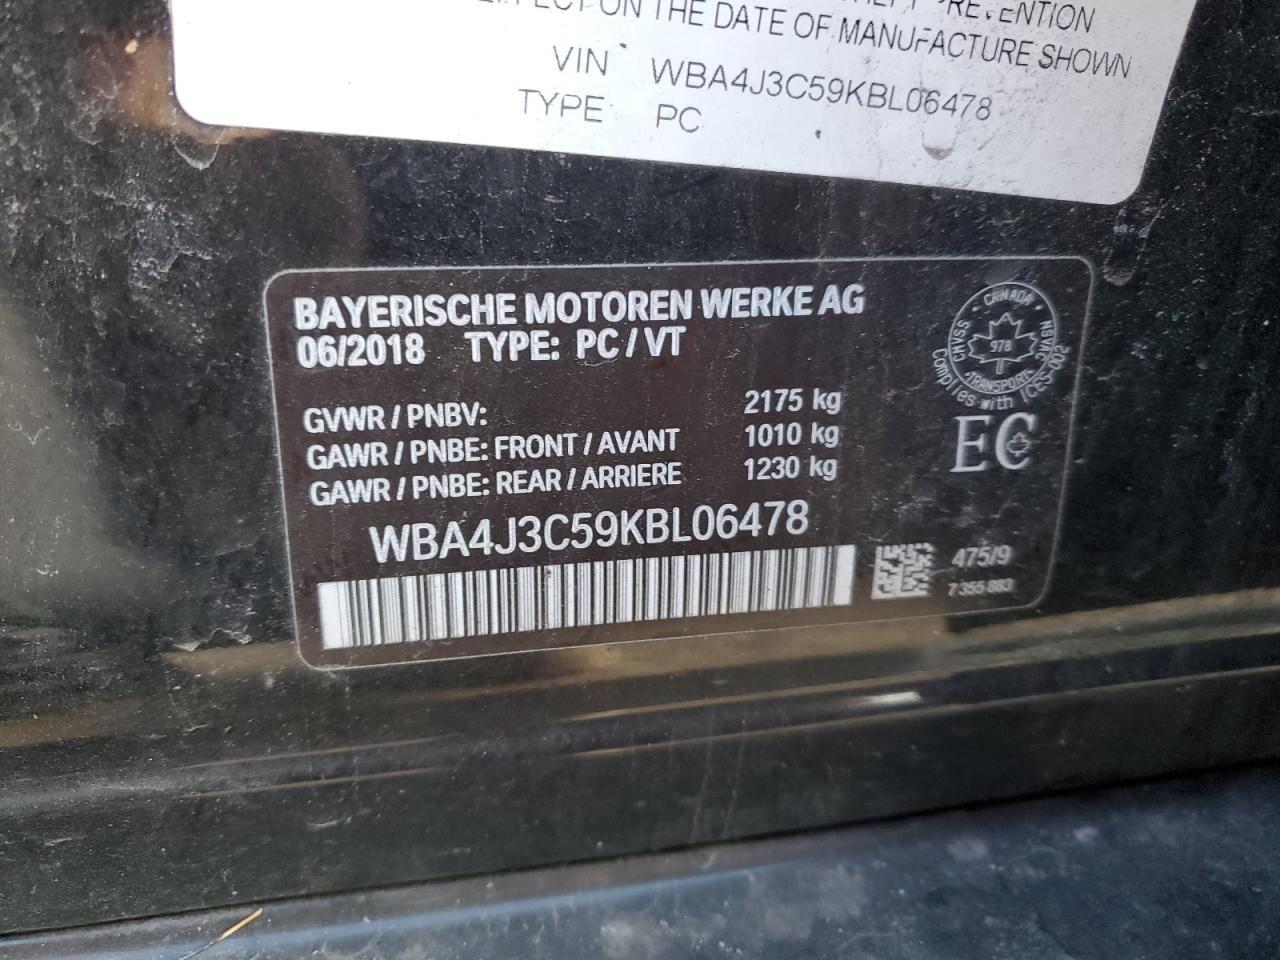 PREVENTION
ON THE DATE OF MANUFACTURE SHOWN
VIN WBA4J3C59KBL06478
TYPE PC
BAYERISCHE MOTOREN WERKE AG
06/2018 TYPE: PC / VT
GVWR / PNBV: 2175 kg
GAWR / PNBE: FRONT / AVANT 1010 kg
GAWR / PNBE: REAR / ARRIERE 1230 kg
WBA4J3C59KBL06478
CANADA
CMVSS NSVAC
978
TRANSPORT
Complies with ICES-002
EC
475/9
7 355 883